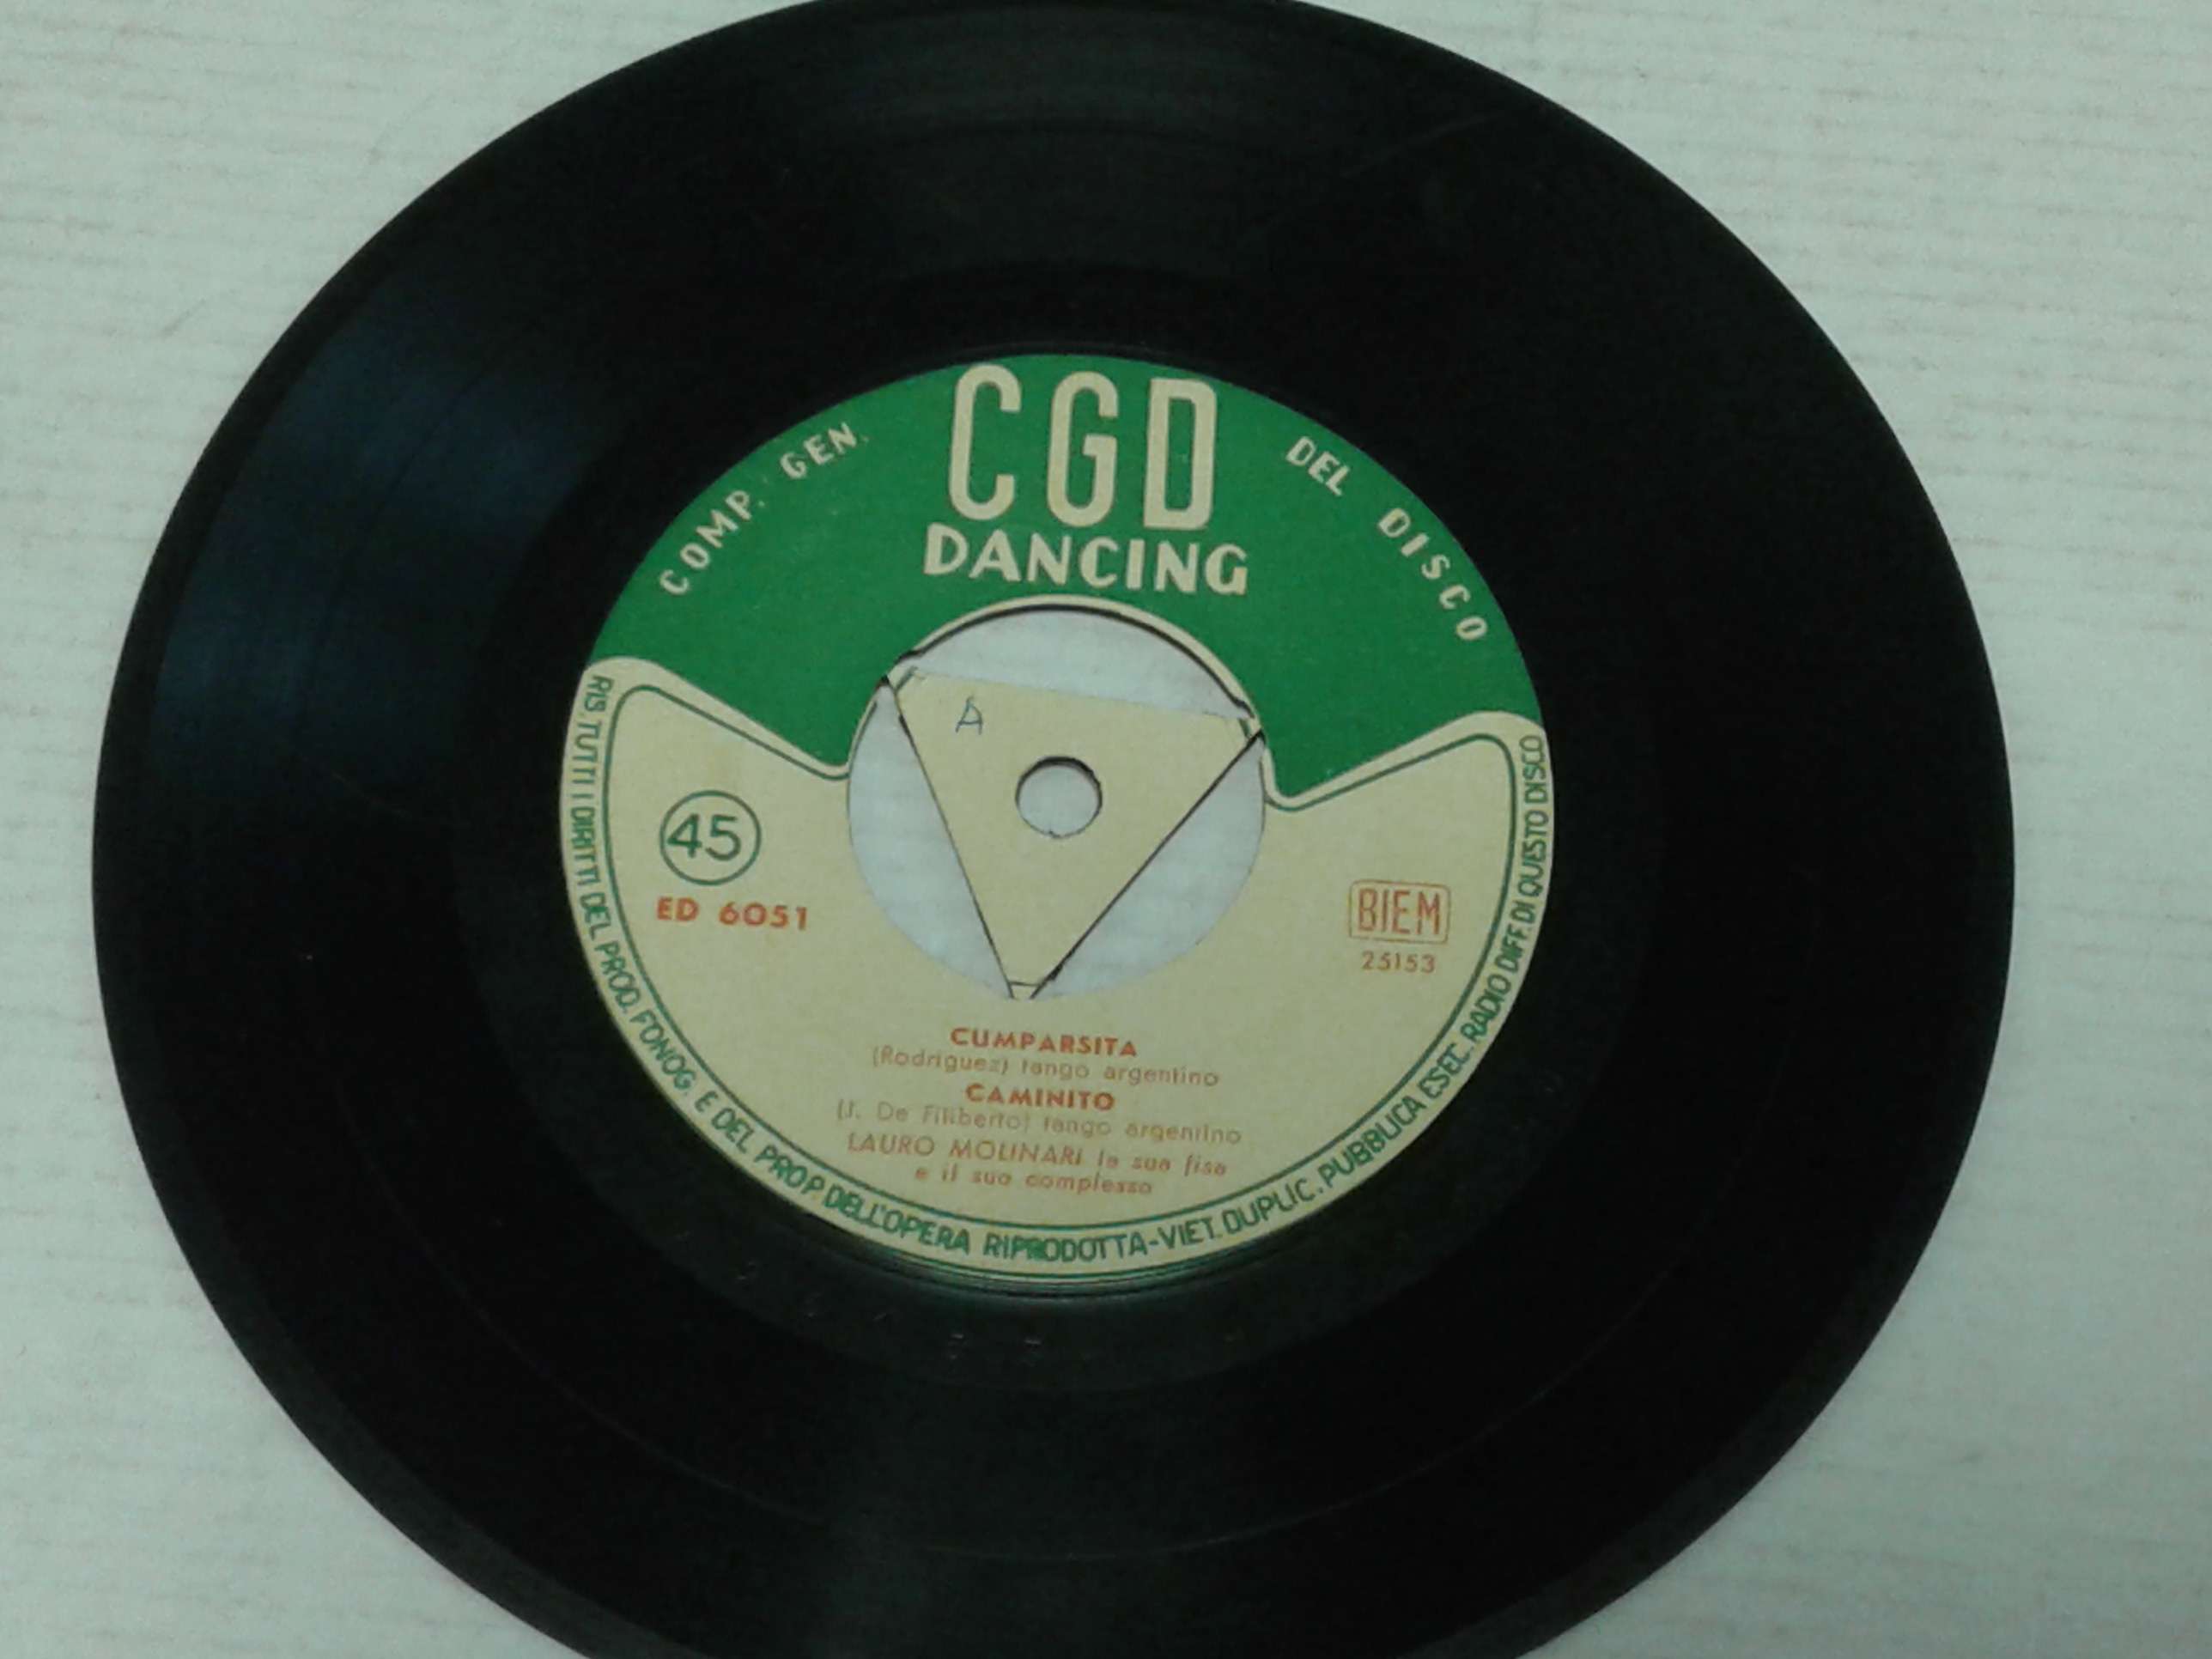 COMP. GEN.
CGD
DEL DISCO
DANCING
A
45
ED 6051
BIEM
25153
CUMPARSITA
(Rodriguez) tango argentino
CAMINITO
(J. De Filiberto) tango argentino
LAURO MOLINARI la sua fisa
e il suo complesso
RIS. TUTTI I DIRITTI DEL PROD. FONOG. E DEL PROP. DELL'OPERA RIPRODOTTA-VIET. DUPLIC. PUBBLICA ESEC. RADIO DIFF. DI QUESTO DISCO